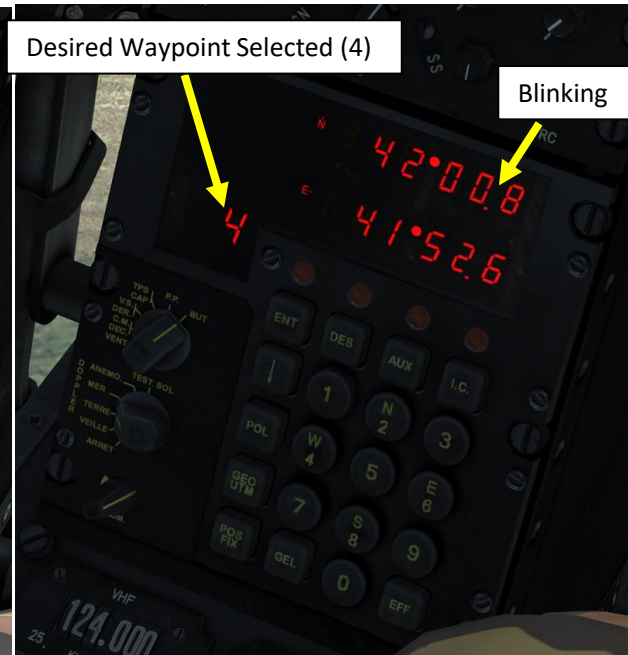 Desired Waypoint Selected (4)
Blinking
SS
RC
N
42°00.8
E
41°52.6
4
TPS
CAP
P.P.
BUT
V.S.
DER.
C.M.
DEC.
VENT
ENT
DES
AUX
I.C.
DOPPLER
ANEMO
TEST SOL
MER
TERRE
VEILLE
ARRET
↓
1
N
2
3
POL
W
4
5
E
6
GEO
UTM
7
S
8
9
POS
FIX
GEL
0
EFF
VHF
124.000
25.